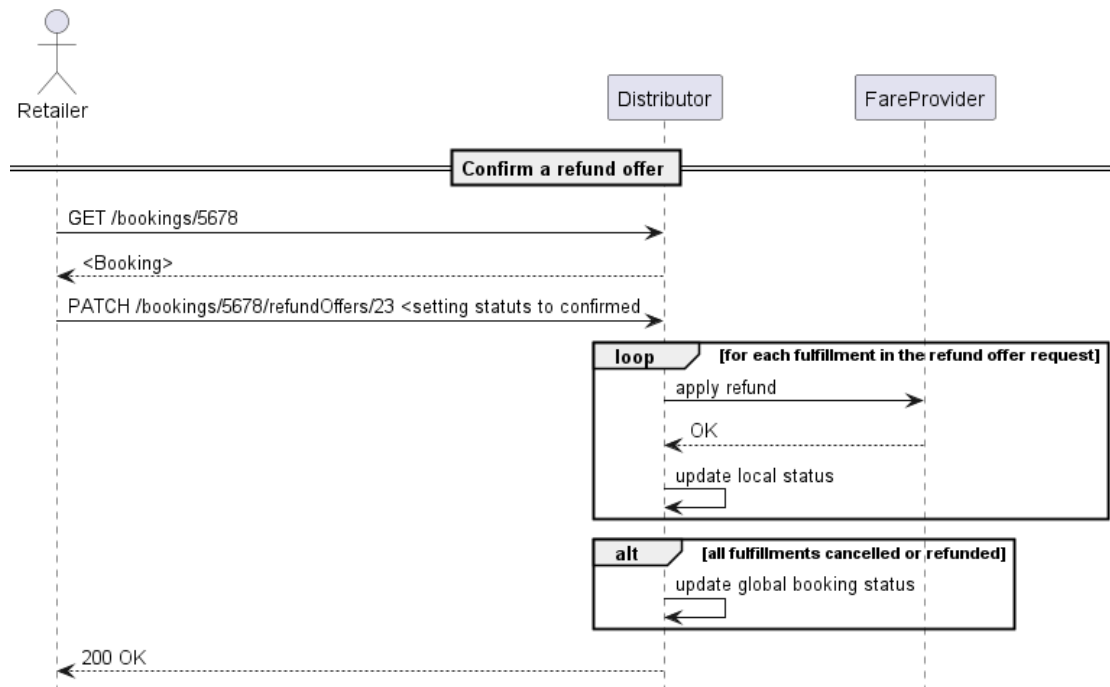 Retailer
Distributor
FareProvider
Confirm a refund offer
GET /bookings/5678
<Booking>
PATCH /bookings/5678/refundOffers/23 <setting statuts to confirmed
loop [for each fulfillment in the refund offer request]
apply refund
OK
update local status
alt [all fulfillments cancelled or refunded]
update global booking status
200 OK